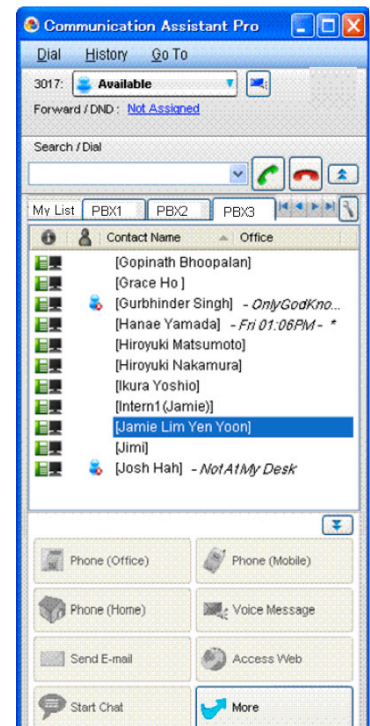 Communication Assistant Pro
Dial History Go To
3017: Available
Forward / DND : Not Assigned
Search / Dial
My List PBX1 PBX2 PBX3
Contact Name Office
[Gopinath Bhoopalan]
[Grace Ho ]
[Gurbhinder Singh] - OnlyGodKno...
[Hanae Yamada] - Fri 01:06PM - *
[Hiroyuki Matsumoto]
[Hiroyuki Nakamura]
[Ikura Yoshio]
[Intern1(Jamie)]
[Jamie Lim Yen Yoon]
[Jimi]
[Josh Hah] - NotAtMy Desk
Phone (Office) Phone (Mobile)
Phone (Home) Voice Message
Send E-mail Access Web
Start Chat More